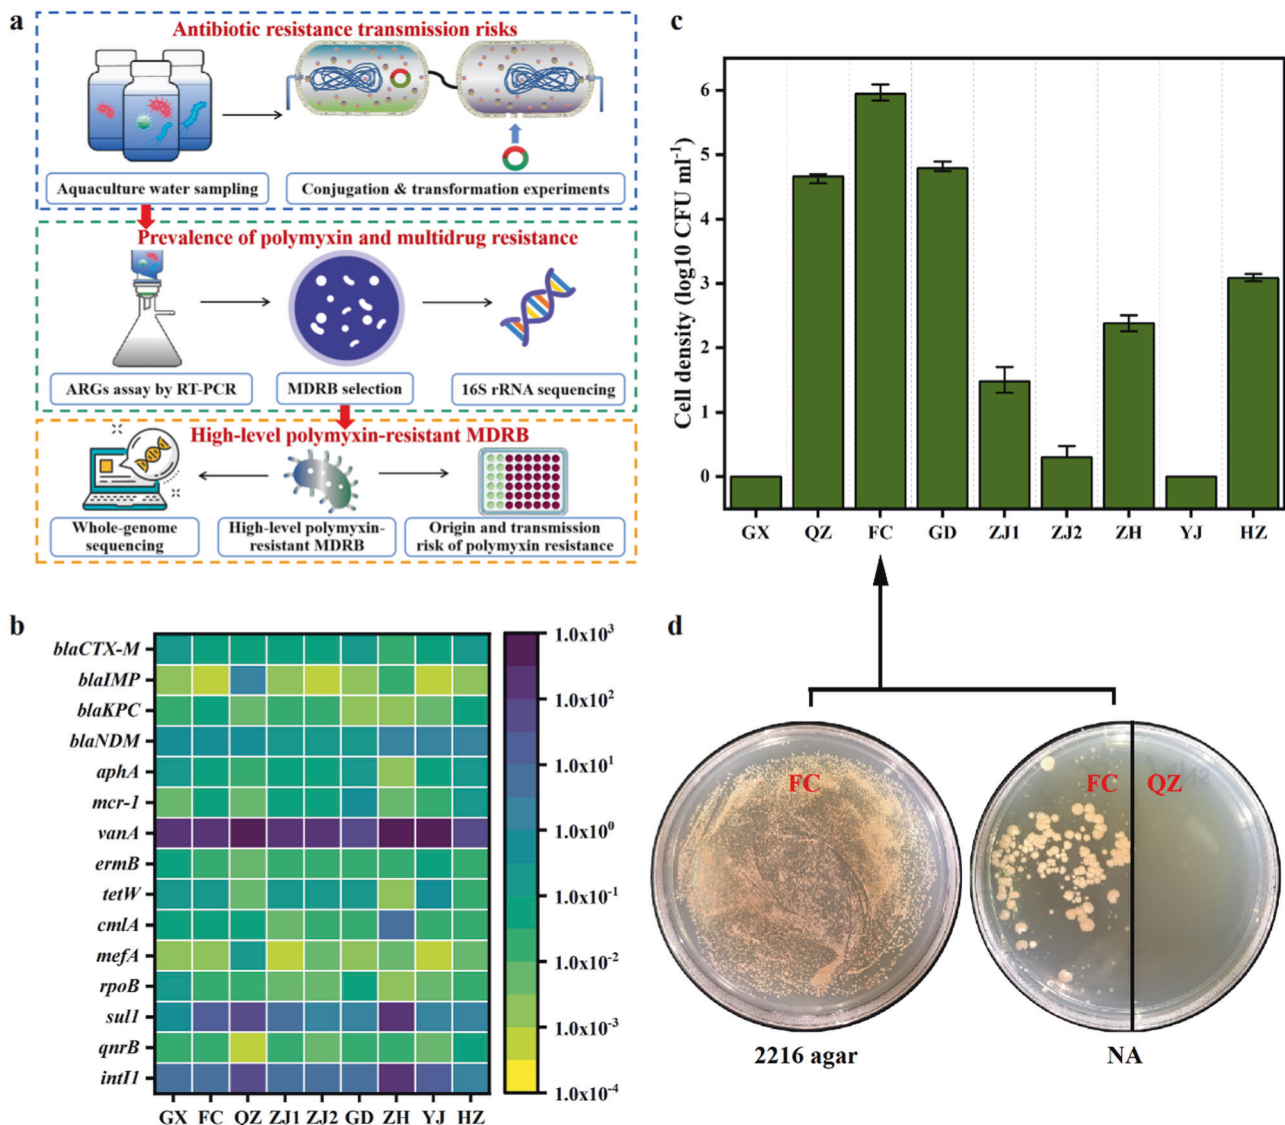 a
Antibiotic resistance transmission risks
Aquaculture water sampling
Conjugation & transformation experiments
Prevalence of polymyxin and multidrug resistance
ARGs assay by RT-PCR
MDRB selection
16S rRNA sequencing
High-level polymyxin-resistant MDRB
Whole-genome
sequencing
High-level polymyxin-
resistant MDRB
Origin and transmission
risk of polymyxin resistance
b
blaCTX-M
blaIMP
blaKPC
blaNDM
aphA
mcr-1
vanA
ermB
tetW
cmlA
mefA
rpoB
sul1
qnrB
intI1
GX FC QZ ZJ1 ZJ2 GD ZH YJ HZ
1.0x10³
1.0x10²
1.0x10¹
1.0x10⁰
1.0x10⁻¹
1.0x10⁻²
1.0x10⁻³
1.0x10⁻⁴
c
Cell density (log10 CFU ml⁻¹)
6
5
4
3
2
1
0
GX QZ FC GD ZJ1 ZJ2 ZH YJ HZ
d
FC
FC QZ
2216 agar
NA